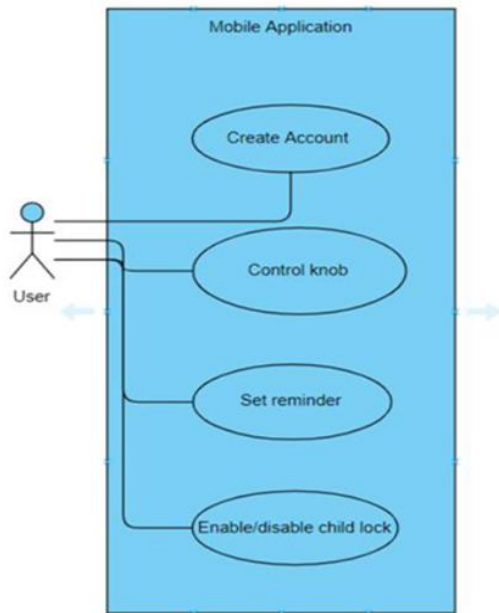 Mobile Application
Create Account
Control knob
User
Set reminder
Enable/disable child lock